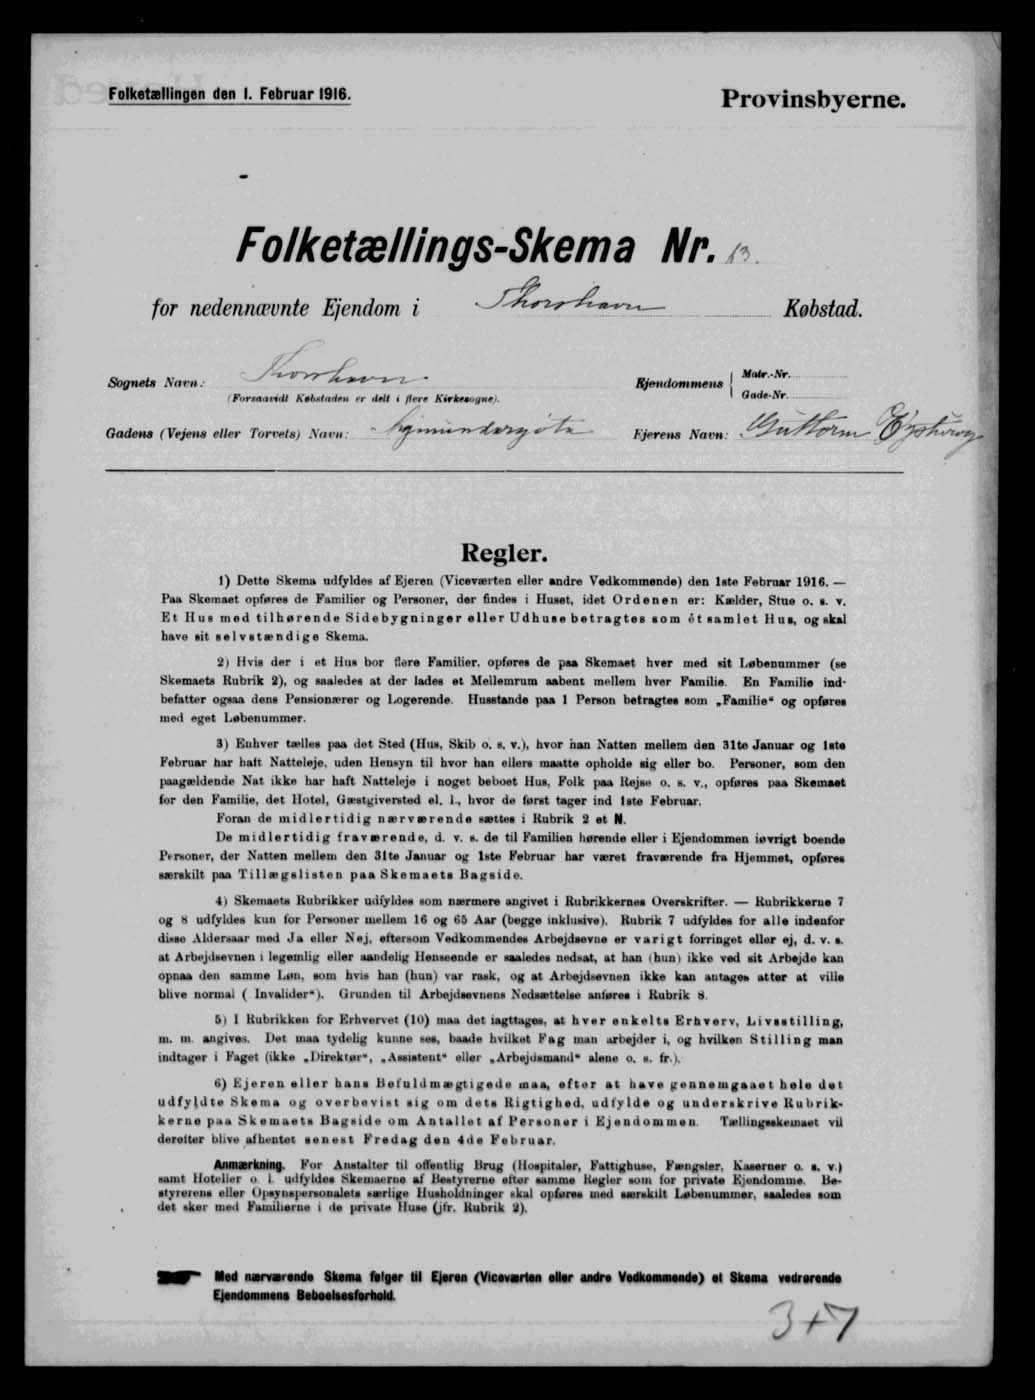 Folketællingen den 1. Februar 1916.
Provinsbyerne.
Folketællings-Skema Nr. 13.
for nedennævnte Ejendom i Thorshavn Købstad.
Sognets Navn: Thorshavn
(Forsaavidt Købstaden er delt i flere Kirkesogne).
Ejendommens
Matr.-Nr.
Gade-Nr.
Gadens (Vejens eller Torvets) Navn: Sigmundargöta
Ejerens Navn: Guttorm
Regler.
1) Dette Skema udfyldes af Ejeren (Viceværten eller andre Vedkommende) den 1ste Februar 1916. —
Paa Skemaet opføres de Familier og Personer, der findes i Huset, idet Ordenen er: Kælder, Stue o. s. v.
Et Hus med tilhørende Sidebygninger eller Udhuse betragtes som ét samlet Hus, og skal
have sit selvstændige Skema.
2) Hvis der i et Hus bor flere Familier, opføres de paa Skemaet hver med sit Løbenummer (se
Skemaets Rubrik 2), og saaledes at der lades et Mellemrum aabent mellem hver Familie. En Familie ind-
befatter ogsaa dens Pensionærer og Logerende. Husstande paa 1 Person betragtes som „Familie“ og opføres
med eget Løbenummer.
3) Enhver tælles paa det Sted (Hus, Skib o. s. v.), hvor han Natten mellem den 31te Januar og 1ste
Februar har haft Natteleje, uden Hensyn til hvor han ellers maatte opholde sig eller bo. Personer, som den
paagældende Nat ikke har haft Natteleje i noget beboet Hus, Folk paa Rejse o. s. v., opføres paa Skemaet
for den Familie, det Hotel, Gæstgiversted el. l., hvor de først tager ind 1ste Februar.
Foran de midlertidig nærværende sættes i Rubrik 2 et N.
De midlertidig fraværende, d. v. s. de til Familien hørende eller i Ejendommen iøvrigt boende
Personer, der Natten mellem den 31te Januar og 1ste Februar har været fraværende fra Hjemmet, opføres
særskilt paa Tillægslisten paa Skemaets Bagside.
4) Skemaets Rubrikker udfyldes som nærmere angivet i Rubrikkernes Overskrifter. — Rubrikkerne 7
og 8 udfyldes kun for Personer mellem 16 og 65 Aar (begge inklusive). Rubrik 7 udfyldes for alle indenfor
disse Aldersaar med Ja eller Nej, eftersom Vedkommendes Arbejdsevne er varigt forringet eller ej, d. v. s.
at Arbejdsevnen i legemlig eller aandelig Henseende er saaledes nedsat, at han (hun) ikke ved sit Arbejde kan
opnaa den samme Løn, som hvis han (hun) var rask, og at Arbejdsevnen ikke kan antages atter at ville
blive normal ( Invalider“). Grunden til Arbejdsevnens Nedsættelse anføres i Rubrik 8.
5) I Rubrikken for Erhvervet (10) maa det iagttages, at hver enkelts Erhverv, Livsstilling,
m. m. angives. Det maa tydelig kunne ses, baade hvilket Fag man arbejder i, og hvilken Stilling man
indtager i Faget (ikke „Direktør“, „Assistent“ eller „Arbejdsmand“ alene o. s. fr.).
6) Ejeren eller hans Befuldmægtigede maa, efter at have gennemgaaet hele det
udfyldte Skema og overbevist sig om dets Rigtighed, udfylde og underskrive Rubrik-
kerne paa Skemaets Bagside om Antallet af Personer i Ejendommen. Tællingsskemaet vil
derefter blive afhentet senest Fredag den 4de Februar.
Anmærkning. For Anstalter til offentlig Brug (Hospitaler, Fattighuse, Fængsler, Kaserner o. s. v.)
samt Hoteller o. l. udfyldes Skemaerne af Bestyrerne efter samme Regler som for private Ejendomme. Be-
styrerens eller Opsynspersonalets særlige Husholdninger skal opføres med særskilt Løbenummer, saaledes som
det sker med Familierne i de private Huse (jfr. Rubrik 2).
Med nærværende Skema følger til Ejeren (Viceværten eller andre Vedkommende) et Skema vedrørende
Ejendommens Beboelsesforhold.
3+7